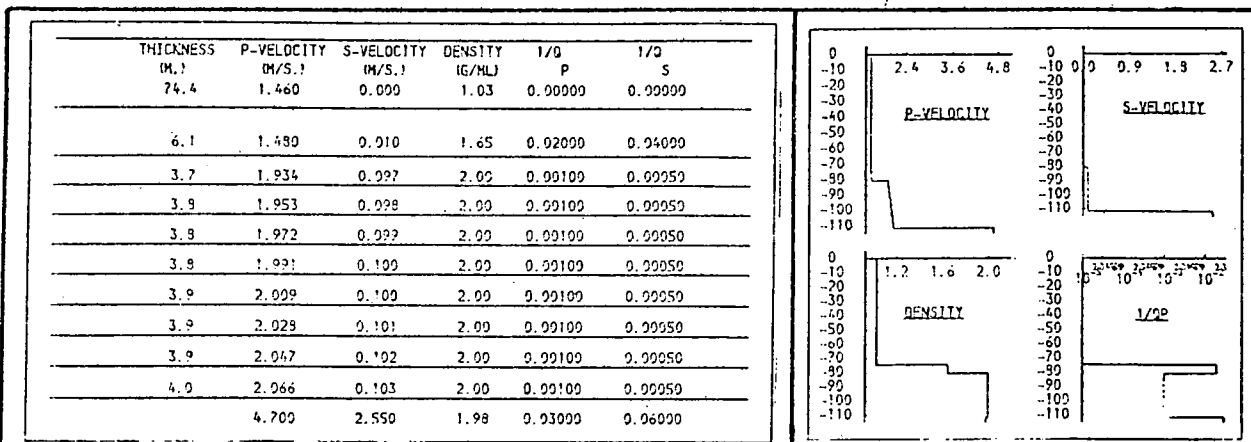 THICKNESS P-VELOCITY S-VELOCITY DENSITY 1/Q 1/Q
(M.) (M/S.) (M/S.) (G/ML) P S
74.4 1.460 0.000 1.03 0.00000 0.00000
6.1 1.480 0.010 1.65 0.02000 0.04000
3.7 1.934 0.097 2.00 0.00100 0.00050
3.8 1.953 0.098 2.00 0.00100 0.00050
3.8 1.972 0.099 2.00 0.00100 0.00050
3.8 1.991 0.100 2.00 0.00100 0.00050
3.9 2.009 0.100 2.00 0.00100 0.00050
3.9 2.028 0.101 2.00 0.00100 0.00050
3.9 2.047 0.102 2.00 0.00100 0.00050
4.0 2.066 0.103 2.00 0.00100 0.00050
4.700 2.550 1.98 0.03000 0.06000
0
-10 2.4 3.6 4.8
-20
-30
-40 P-VELOCITY
-50
-60
-70
-80
-90
-100
-110
0
-10 0.0 0.9 1.8 2.7
-20
-30
-40 S-VELOCITY
-50
-60
-70
-80
-90
-100
-110
0
-10 1.2 1.6 2.0
-20
-30
-40 DENSITY
-50
-60
-70
-80
-90
-100
-110
0
-10
-20
-30
-40 1/QP
-50
-60
-70
-80
-90
-100
-110